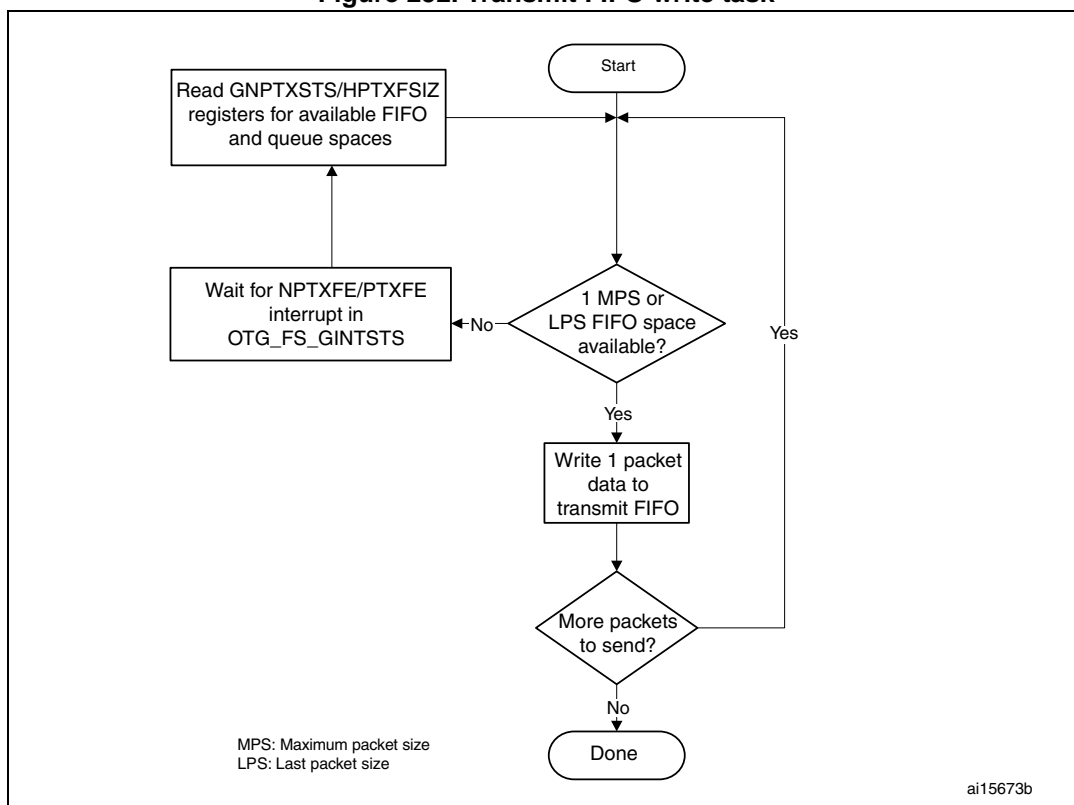 Figure Transmit FIFO write task
Start
Read GNPTXSTS/HPTXFSIZ
registers for available FIFO
and queue spaces
Wait for NPTXFE/PTXFE
interrupt in
OTG_FS_GINTSTS
No
1 MPS or
LPS FIFO space
available?
Yes
Yes
Write 1 packet
data to
transmit FIFO
More packets
to send?
No
Done
MPS: Maximum packet size
LPS: Last packet size
ai15673b